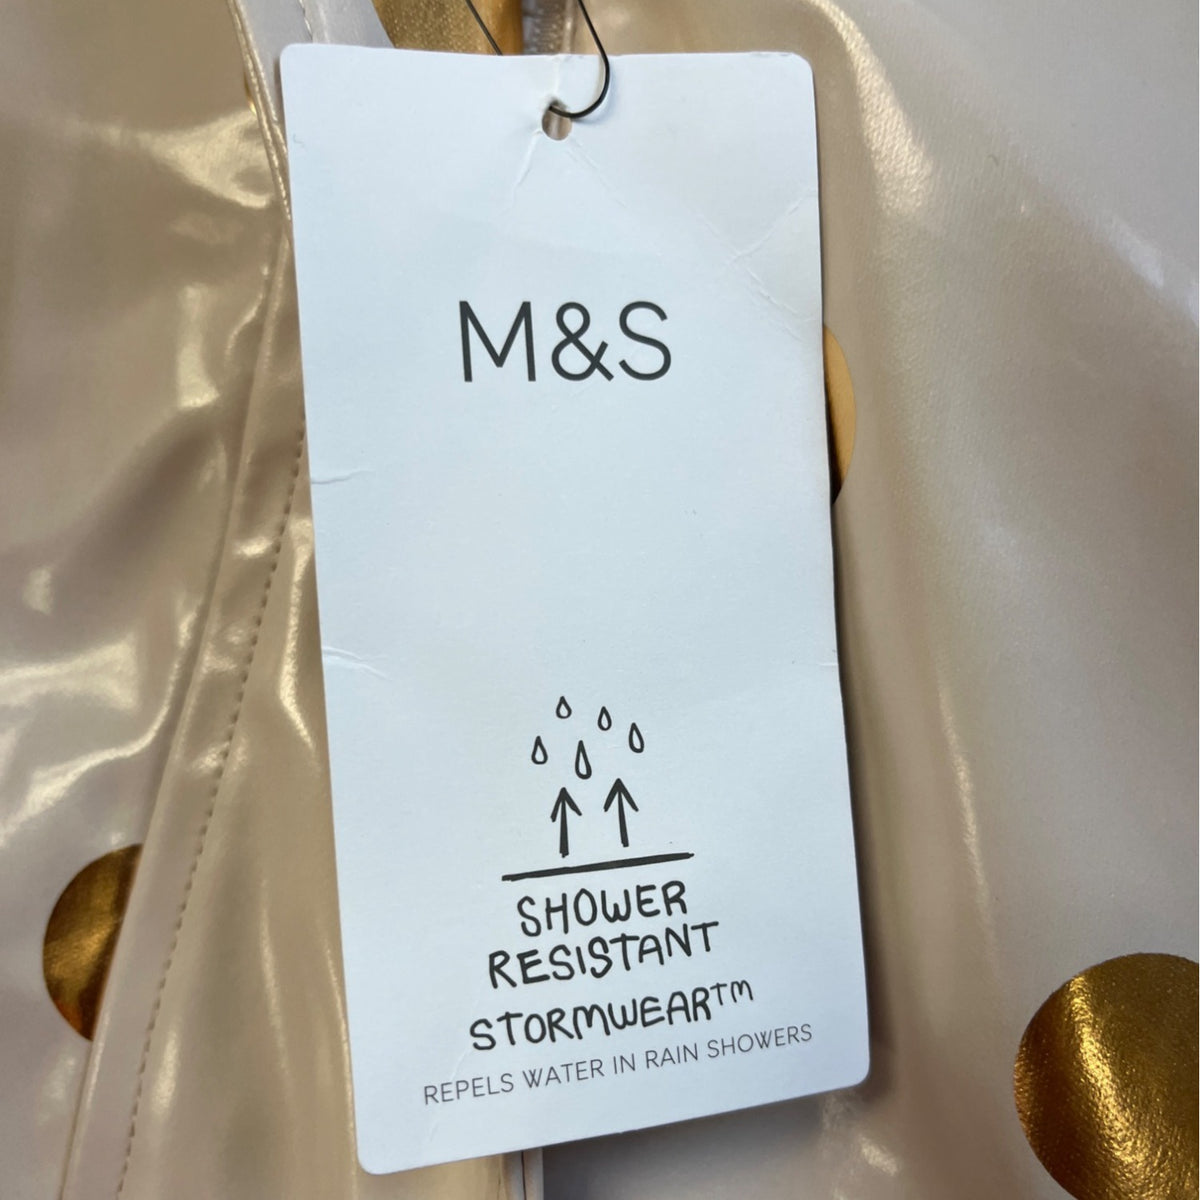 M&S
SHOWER
RESISTANT
STORMWEAR™
REPELS WATER IN RAIN SHOWERS